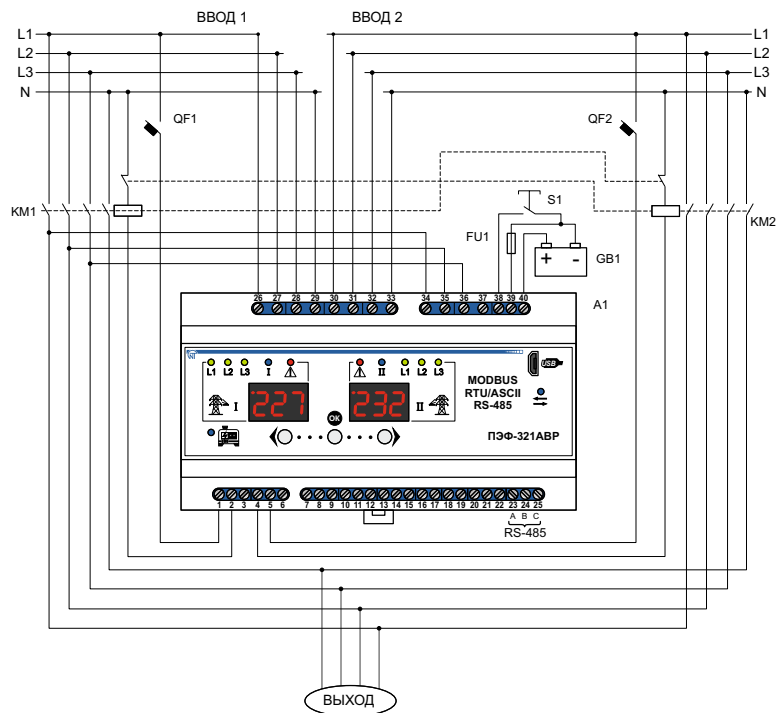 ВВОД 1 ВВОД 2
L1 L1
L2 L2
L3 L3
N N
QF1 QF2
KM1 S1 KM2
FU1 GB1
+ -
26 27 28 29 30 31 32 33 34 35 36 37 38 39 40
A1
L1 L2 L3 I II L1 L2 L3
USB
227 232
MODBUS
RTU/ASCII
RS-485
I II
OK
ПЭФ-321АВР
1 2 3 4 5 6 7 8 9 10 11 12 13 14 15 16 17 18 19 20 21 22 23 24 25
A B C
RS-485
ВЫХОД